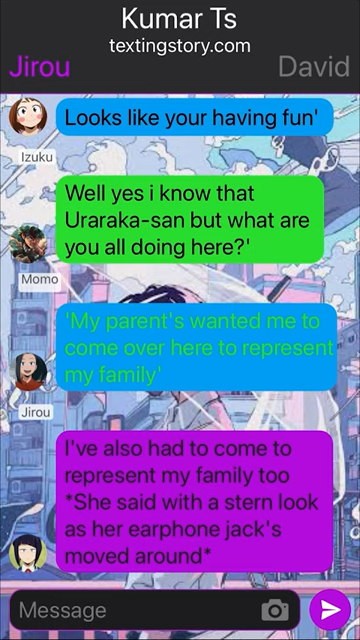 Kumar Ts
textingstory.com
Jirou
David
Looks like your having fun'
Izuku
Well yes i know that
Uraraka-san but what are
you all doing here?'
Momo
'My parent's wanted me to
come over here to represent
my family'
Jirou
I've also had to come to
represent my family too
*She said with a stern look
as her earphone jack's
moved around*
Message